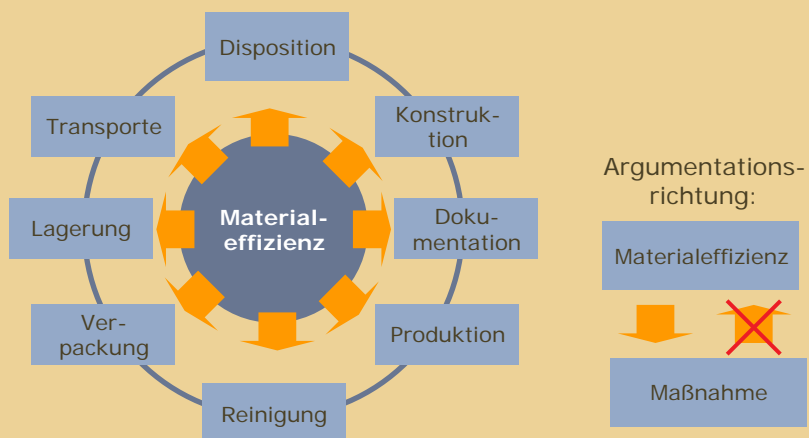 Disposition
Konstruk-
tion
Doku-
mentation
Produktion
Reinigung
Ver-
packung
Lagerung
Transporte
Material-
effizienz
Argumentations-
richtung:
Materialeffizienz
Maßnahme